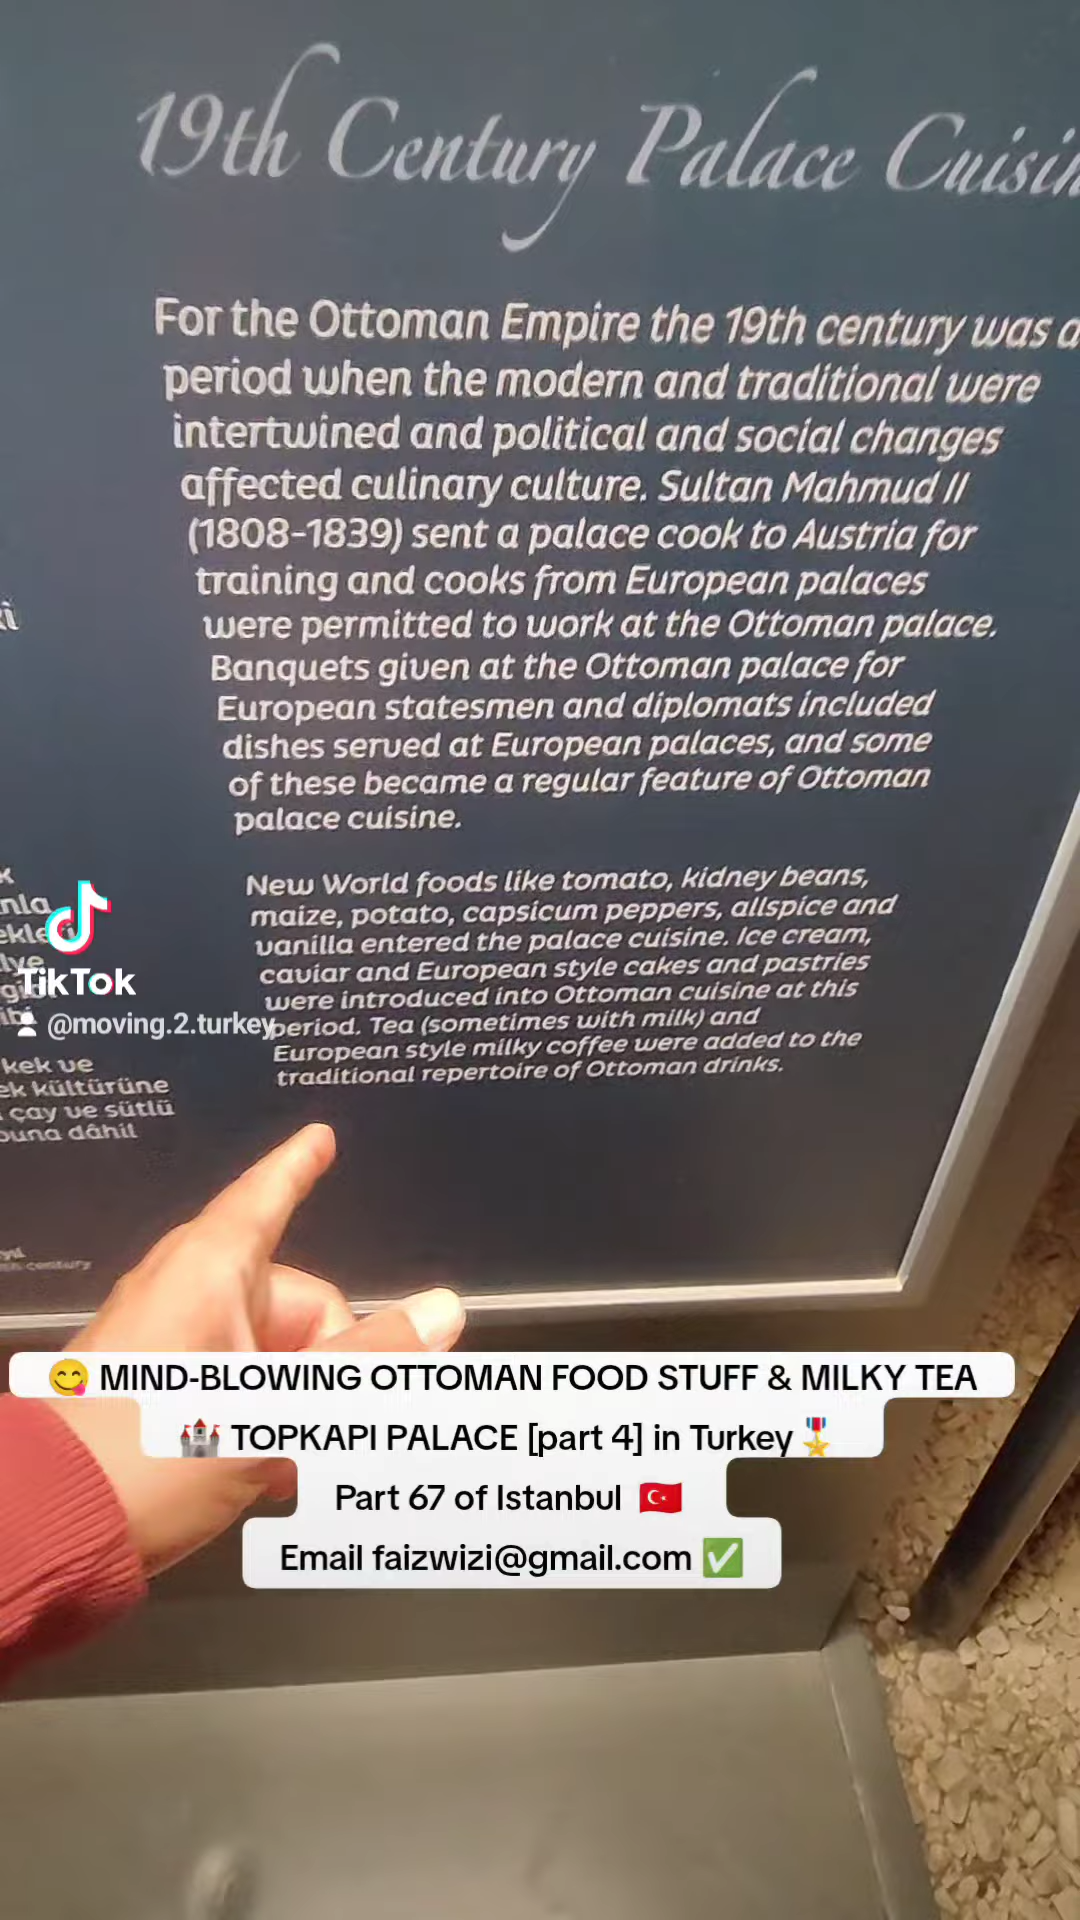 19th Century Palace
For the Ottoman Empire the 19th century was a
period when the modern and traditional were
intertwined and political and social changes
affected culinary culture. Sultan Mahmud II
(1808-1839) sent a palace cook to Austria for
training and cooks from European palaces
were permitted to work at the Ottoman palace.
Banquets given at the Ottoman palace for
European statesmen and diplomats included
dishes served at European palaces, and some
of these became a regular feature of Ottoman
palace cuisine.
New World foods like tomato, kidney beans,
maize, potato, capsicum peppers, allspice and
vanilla entered the palace cuisine. Ice cream,
caviar and European style cakes and pastries
were introduced into Ottoman cuisine at this
period. Tea (sometimes with milk) and
European style milky coffee were added to the
traditional repertoire of Ottoman drinks.
kek ve
kültürüne
çay ve sütlü
dâhil
century
TikTok
@moving.2.turkey
😋 MIND-BLOWING OTTOMAN FOOD STUFF & MILKY TEA
🏰 TOPKAPI PALACE [part 4] in Turkey🎖️
Part 67 of Istanbul 🇹🇷
Email faizwizi@gmail.com ✅